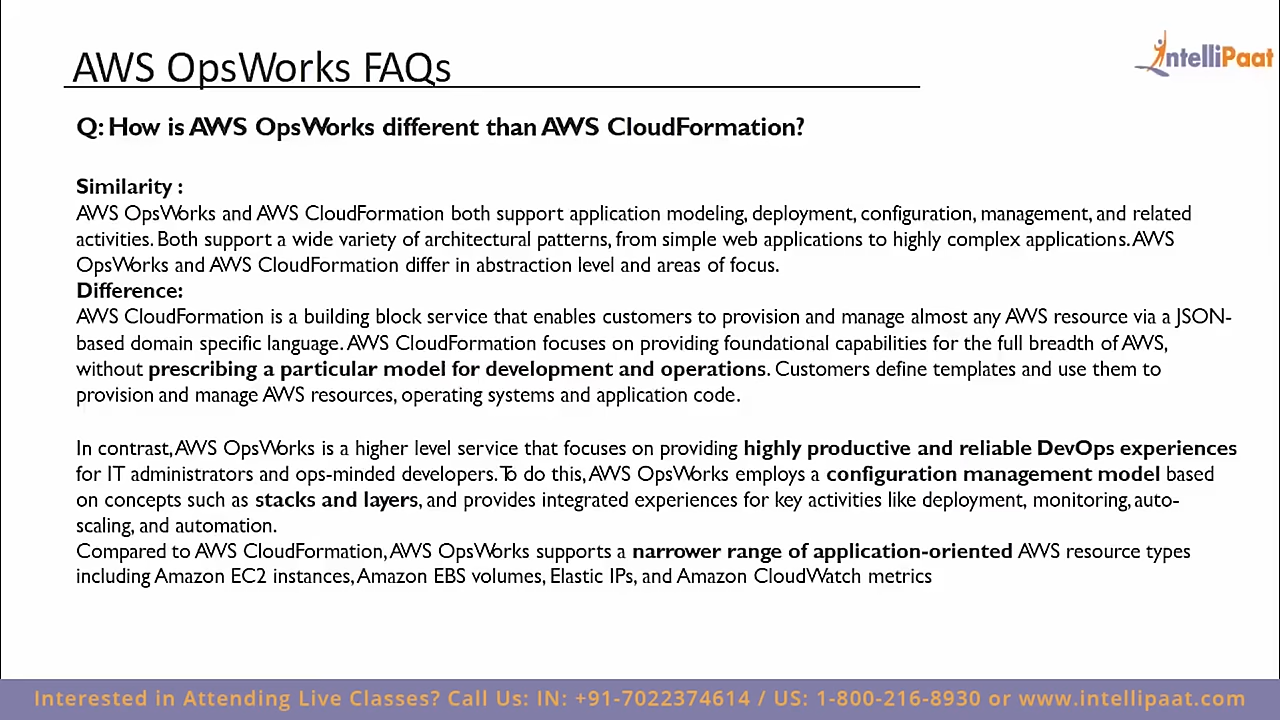 AWS OpsWorks FAQs
IntelliPaat
Q: How is AWS OpsWorks different than AWS CloudFormation?
Similarity :
AWS OpsWorks and AWS CloudFormation both support application modeling, deployment, configuration, management, and related
activities. Both support a wide variety of architectural patterns, from simple web applications to highly complex applications. AWS
OpsWorks and AWS CloudFormation differ in abstraction level and areas of focus.
Difference:
AWS CloudFormation is a building block service that enables customers to provision and manage almost any AWS resource via a JSON-
based domain specific language. AWS CloudFormation focuses on providing foundational capabilities for the full breadth of AWS,
without prescribing a particular model for development and operations. Customers define templates and use them to
provision and manage AWS resources, operating systems and application code.
In contrast, AWS OpsWorks is a higher level service that focuses on providing highly productive and reliable DevOps experiences
for IT administrators and ops-minded developers. To do this, AWS OpsWorks employs a configuration management model based
on concepts such as stacks and layers, and provides integrated experiences for key activities like deployment, monitoring, auto-
scaling, and automation.
Compared to AWS CloudFormation, AWS OpsWorks supports a narrower range of application-oriented AWS resource types
including Amazon EC2 instances, Amazon EBS volumes, Elastic IPs, and Amazon CloudWatch metrics
Interested in Attending Live Classes? Call Us: IN: +91-7022374614 / US: 1-800-216-8930 or www.intellipaat.com